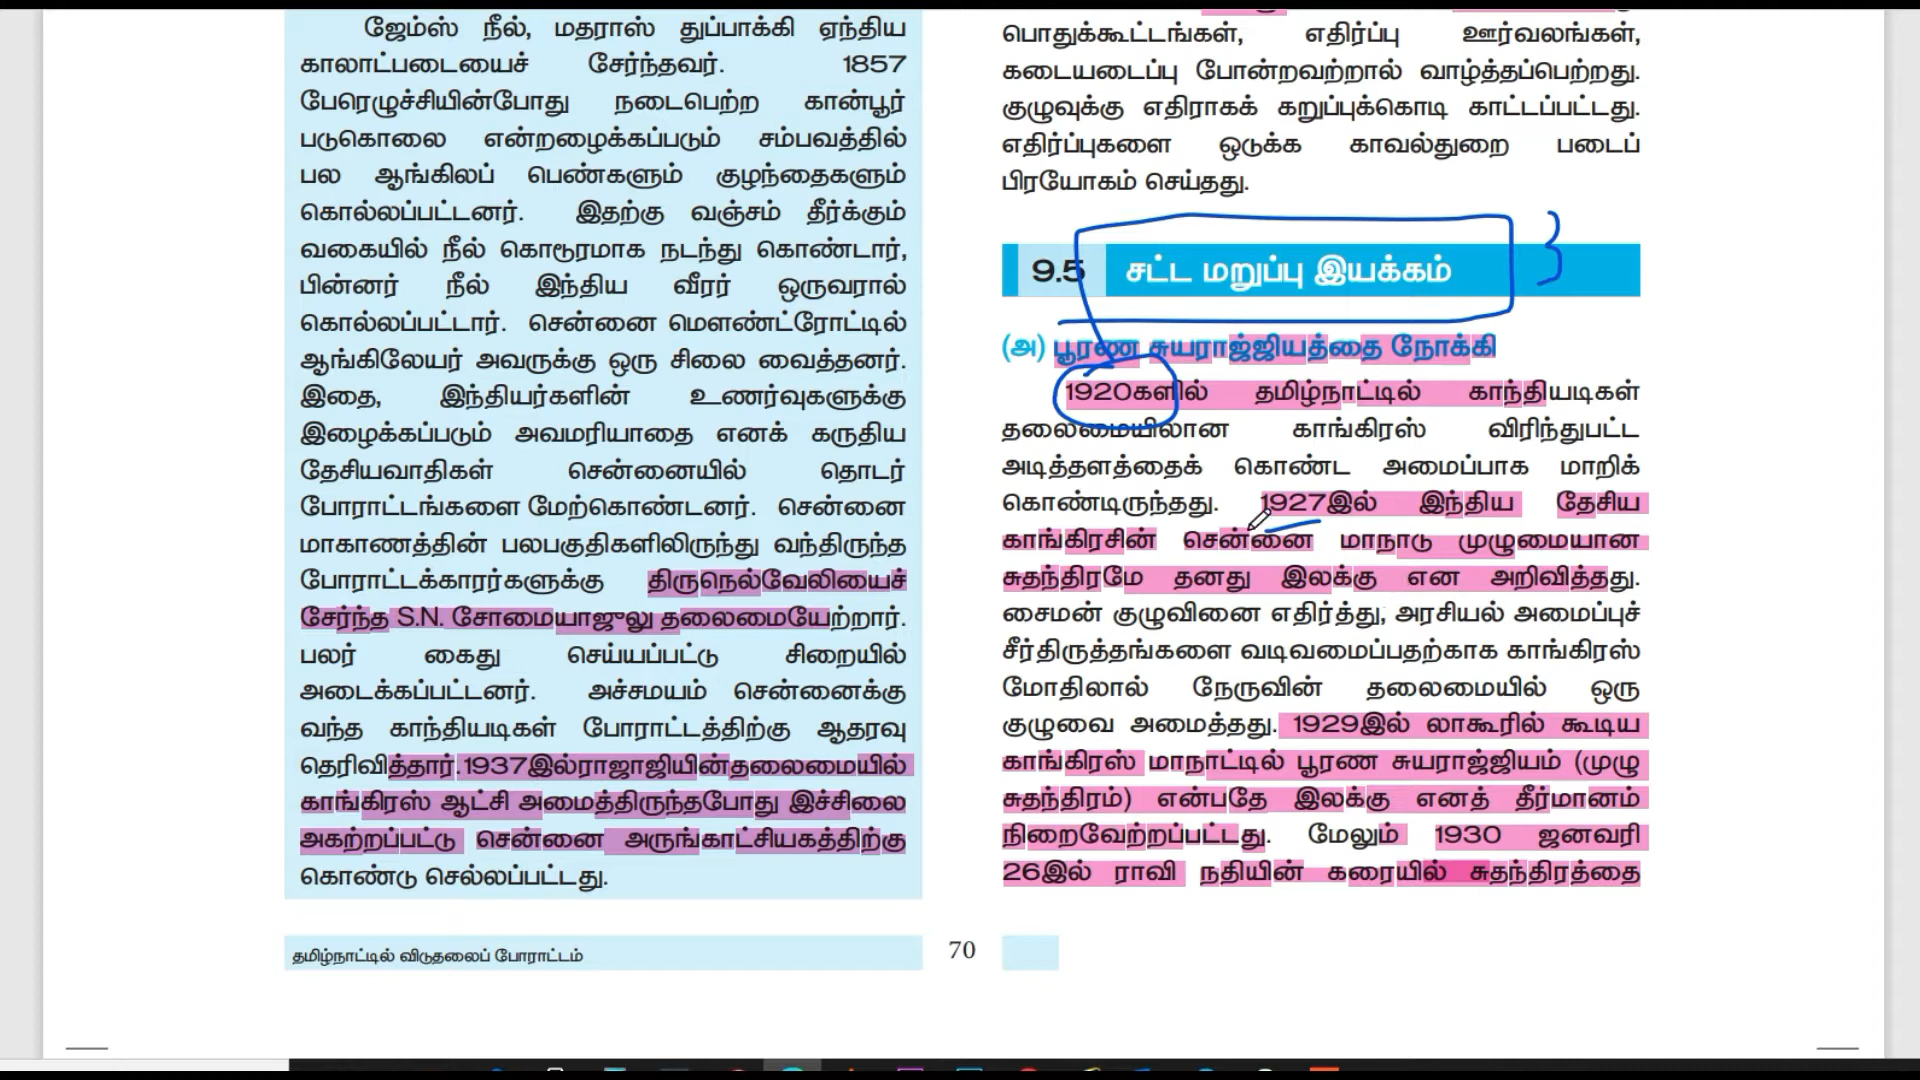 ஜேம்ஸ் நீல், மதராஸ் துப்பாக்கி ஏந்திய
காலாட்படையைச் சேர்ந்தவர். 1857
பேரெழுச்சியின்போது நடைபெற்ற கான்பூர்
படுகொலை என்றழைக்கப்படும் சம்பவத்தில்
பல ஆங்கிலப் பெண்களும் குழந்தைகளும்
கொல்லப்பட்டனர். இதற்கு வஞ்சம் தீர்க்கும்
வகையில் நீல் கொடூரமாக நடந்து கொண்டார்,
பின்னர் நீல் இந்திய வீரர் ஒருவரால்
கொல்லப்பட்டார். சென்னை மௌண்ட்ரோட்டில்
ஆங்கிலேயர் அவருக்கு ஒரு சிலை வைத்தனர்.
இதை, இந்தியர்களின் உணர்வுகளுக்கு
இழைக்கப்படும் அவமரியாதை எனக் கருதிய
தேசியவாதிகள் சென்னையில் தொடர்
போராட்டங்களை மேற்கொண்டனர். சென்னை
மாகாணத்தின் பலபகுதிகளிலிருந்து வந்திருந்த
போராட்டக்காரர்களுக்கு திருநெல்வேலியைச்
சேர்ந்த S.N. சோமையாஜுலு தலைமையேற்றார்.
பலர் கைது செய்யப்பட்டு சிறையில்
அடைக்கப்பட்டனர். அச்சமயம் சென்னைக்கு
வந்த காந்தியடிகள் போராட்டத்திற்கு ஆதரவு
தெரிவித்தார். 1937இல்ராஜாஜியின்தலைமையில்
காங்கிரஸ் ஆட்சி அமைத்திருந்தபோது இச்சிலை
அகற்றப்பட்டு சென்னை அருங்காட்சியகத்திற்கு
கொண்டு செல்லப்பட்டது.
பொதுக்கூட்டங்கள், எதிர்ப்பு ஊர்வலங்கள்,
கடையடைப்பு போன்றவற்றால் வாழ்த்தப்பெற்றது.
குழுவுக்கு எதிராகக் கறுப்புக்கொடி காட்டப்பட்டது.
எதிர்ப்புகளை ஒடுக்க காவல்துறை படைப்
பிரயோகம் செய்தது.
9.5 சட்ட மறுப்பு இயக்கம்
(அ) பூரண சுயராஜ்ஜியத்தை நோக்கி
1920களில் தமிழ்நாட்டில் காந்தியடிகள்
தலைமையிலான காங்கிரஸ் விரிந்துபட்ட
அடித்தளத்தைக் கொண்ட அமைப்பாக மாறிக்
கொண்டிருந்தது. 1927இல் இந்திய தேசிய
காங்கிரசின் சென்னை மாநாடு முழுமையான
சுதந்திரமே தனது இலக்கு என அறிவித்தது.
சைமன் குழுவினை எதிர்த்து, அரசியல் அமைப்புச்
சீர்திருத்தங்களை வடிவமைப்பதற்காக காங்கிரஸ்
மோதிலால் நேருவின் தலைமையில் ஒரு
குழுவை அமைத்தது. 1929இல் லாகூரில் கூடிய
காங்கிரஸ் மாநாட்டில் பூரண சுயராஜ்ஜியம் (முழு
சுதந்திரம்) என்பதே இலக்கு எனத் தீர்மானம்
நிறைவேற்றப்பட்டது. மேலும் 1930 ஜனவரி
26இல் ராவி நதியின் கரையில் சுதந்திரத்தை
தமிழ்நாட்டில் விடுதலைப் போராட்டம்
70